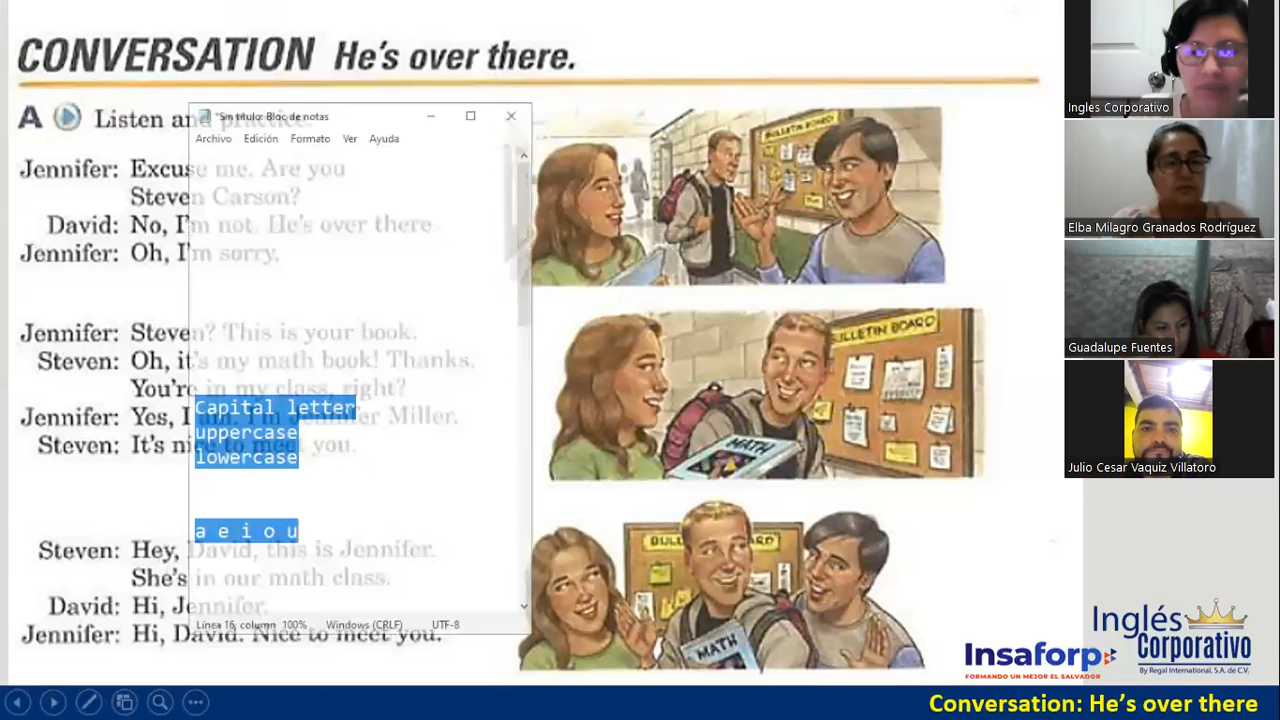 CONVERSATION He's over there.
A Listen and practice.
Jennifer: Excuse me. Are you
Steven Carson?
David: No, I'm not. He's over there.
Jennifer: Oh, I'm sorry.
Jennifer: Steven? This is your book.
Steven: Oh, it's my math book! Thanks.
You're in my class, right?
Jennifer: Yes, I am. I'm Jennifer Miller.
Steven: It's nice to meet you.
Steven: Hey, David, this is Jennifer.
She's in our math class.
David: Hi, Jennifer.
Jennifer: Hi, David. Nice to meet you.
*Sin título: Bloc de notas
Archivo Edición Formato Ver Ayuda
Capital letter
uppercase
lowercase
a e i o u
Línea 16, column 100% Windows (CRLF) UTF-8
BULLETIN BOARD
BULLETIN BOARD
MATH
MATH
Ingles Corporativo
Elba Milagro Granados Rodríguez
Guadalupe Fuentes
Julio Cesar Vaquiz Villatoro
Insaforp
FORMANDO UN MEJOR EL SALVADOR
Inglés
Corporativo
By Regal International, S.A. de C.V.
Conversation: He's over there